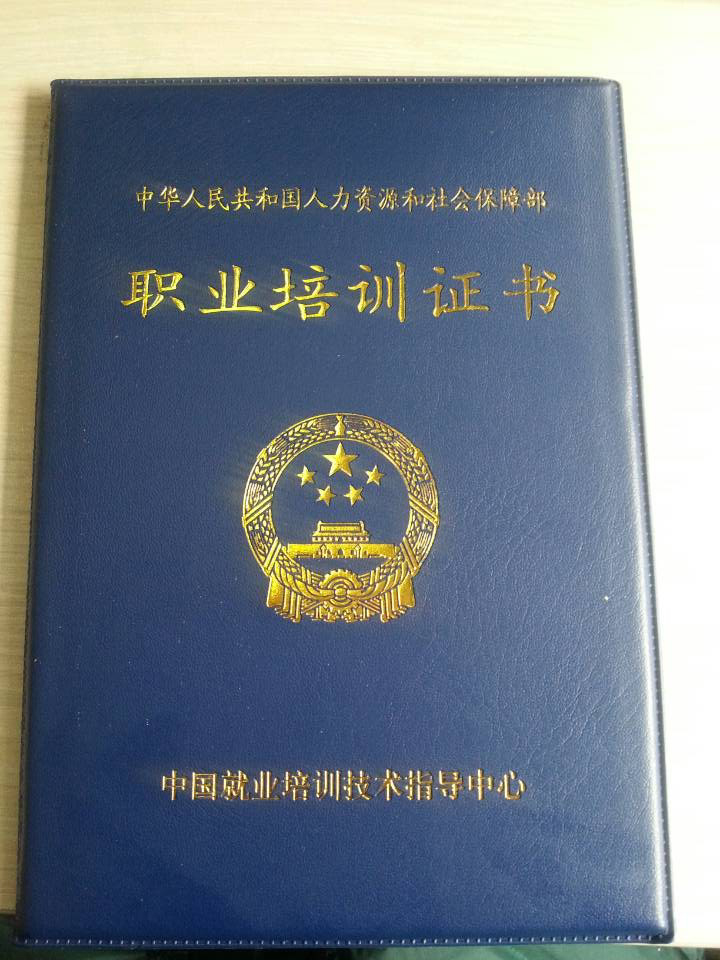 中华人民共和国人力资源和社会保障部
职业培训证书
中国就业培训技术指导中心